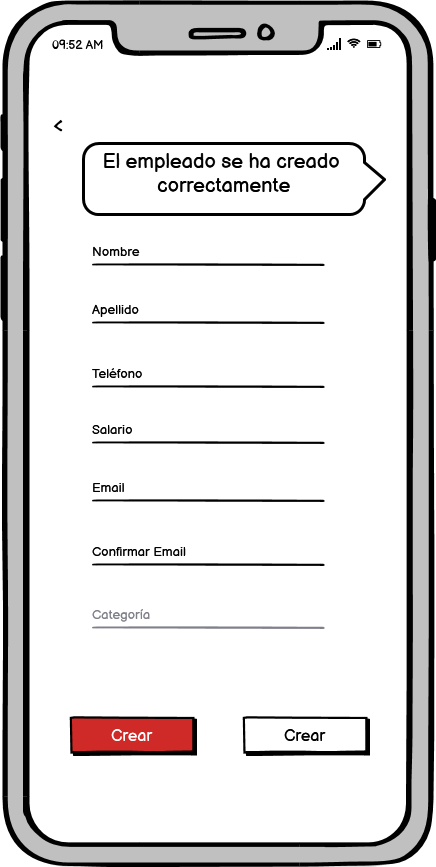 09:52 AM
<
El empleado se ha creado
correctamente
Nombre
Apellido
Teléfono
Salario
Email
Confirmar Email
Categoría
Crear
Crear